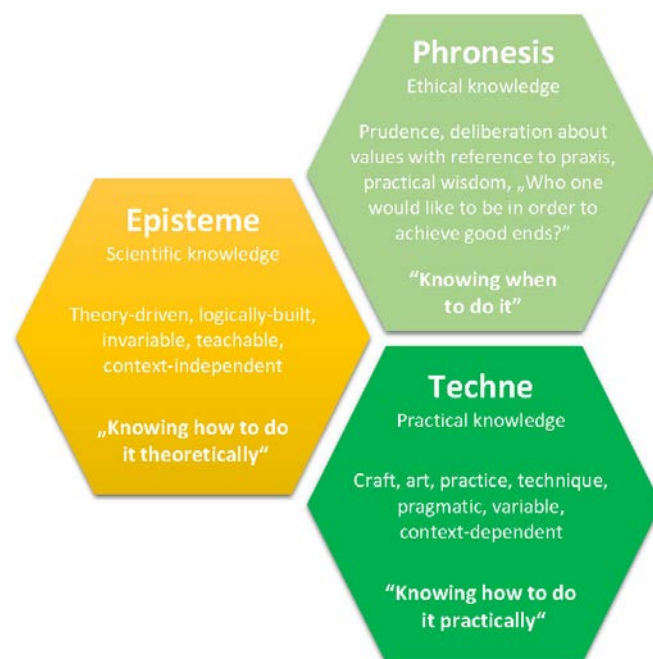 Phronesis
Ethical knowledge
Prudence, deliberation about
values with reference to praxis,
practical wisdom, „Who one
would like to be in order to
achieve good ends?”
“Knowing when
to do it”
Episteme
Scientific knowledge
Theory-driven, logically-built,
invariable, teachable,
context-independent
„Knowing how to do
it theoretically“
Techne
Practical knowledge
Craft, art, practice, technique,
pragmatic, variable,
context-dependent
“Knowing how to do
it practically“